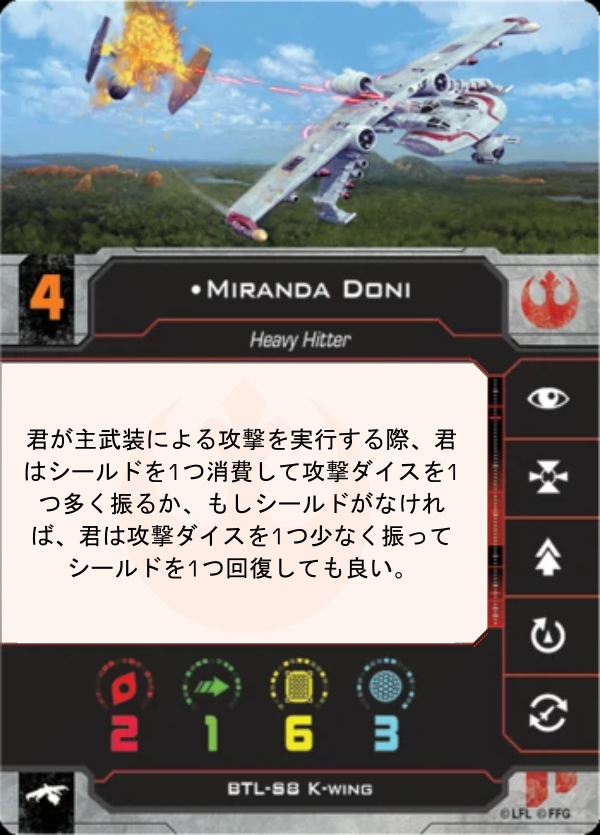 4
•Miranda Doni
Heavy Hitter
君が主武装による攻撃を実行する際、君
はシールドを1つ消費して攻撃ダイスを1
つ多く振るか、もしシールドがなけれ
ば、君は攻撃ダイスを1つ少なく振って
シールドを1つ回復しても良い。
2 1 6 3
BTL-S8 K-wing
©LFL ©FFG